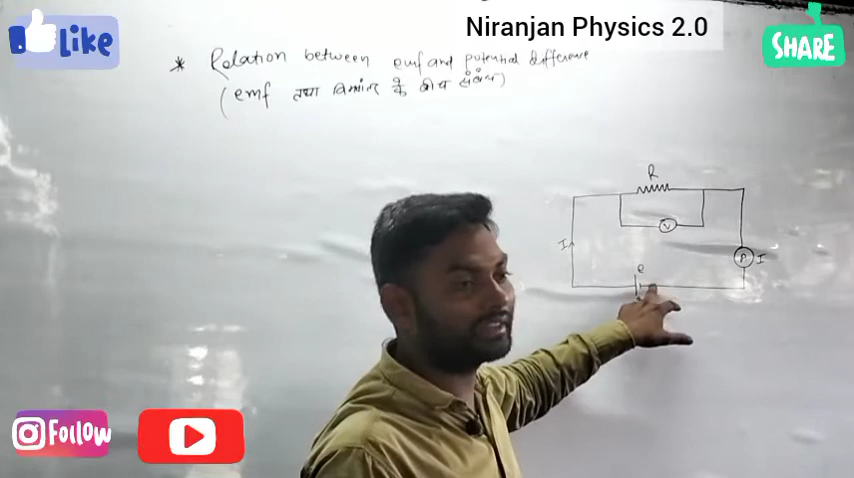 Niranjan Physics 2.0
Like
SHARE
* Relation between emf and potential difference
(emf तथा विभवांतर के बीच संबंध)
R
V
I
A I
e
Follow